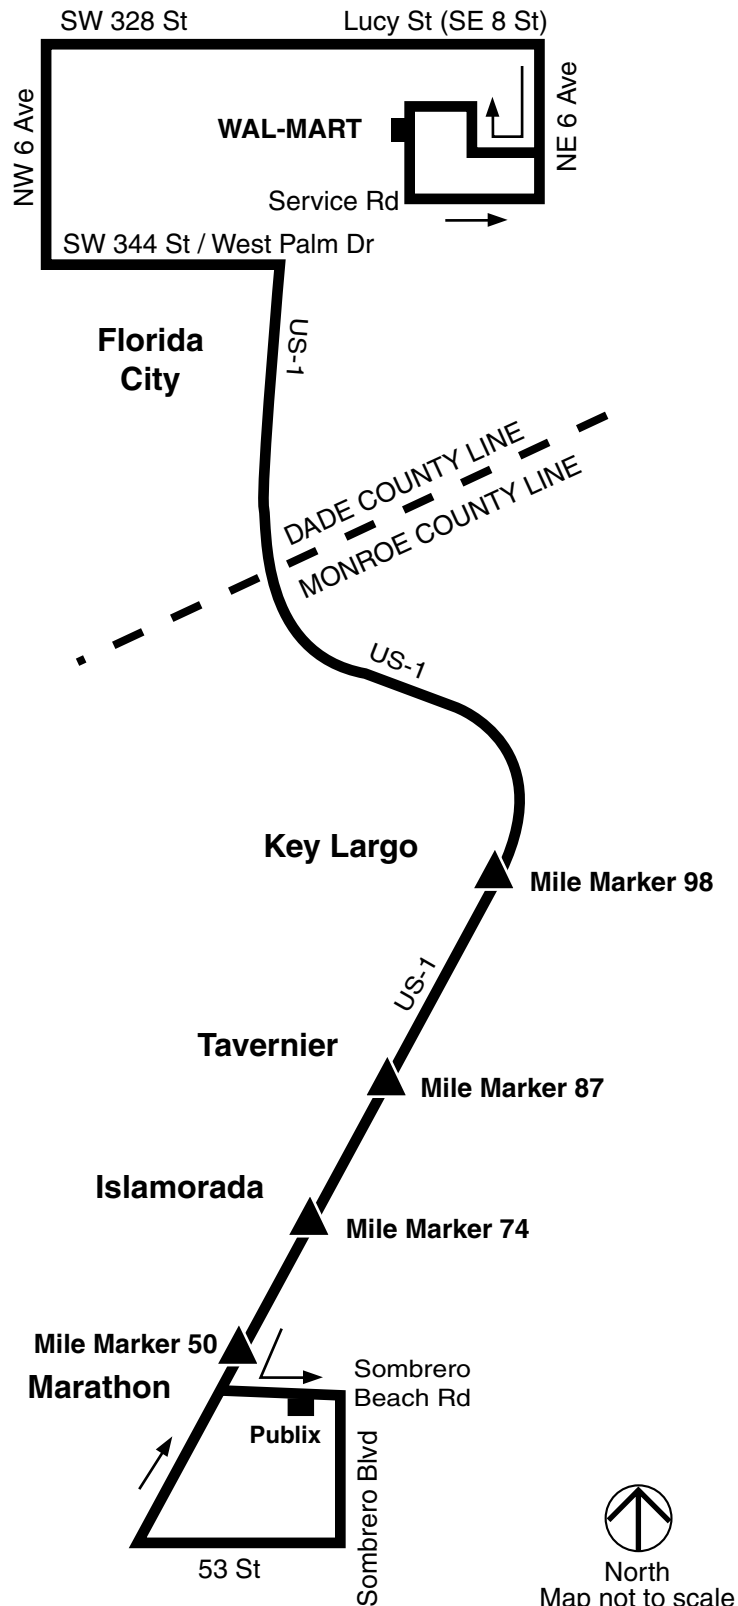 SW 328 St
Lucy St (SE 8 St)
NW 6 Ave
NE 6 Ave
WAL-MART
Service Rd
SW 344 St / West Palm Dr
US-1
Florida
City
DADE COUNTY LINE
MONROE COUNTY LINE
US-1
Key Largo
Mile Marker 98
US-1
Tavernier
Mile Marker 87
Islamorada
Mile Marker 74
Mile Marker 50
Marathon
Sombrero
Beach Rd
Publix
Sombrero Blvd
53 St
North
Map not to scale